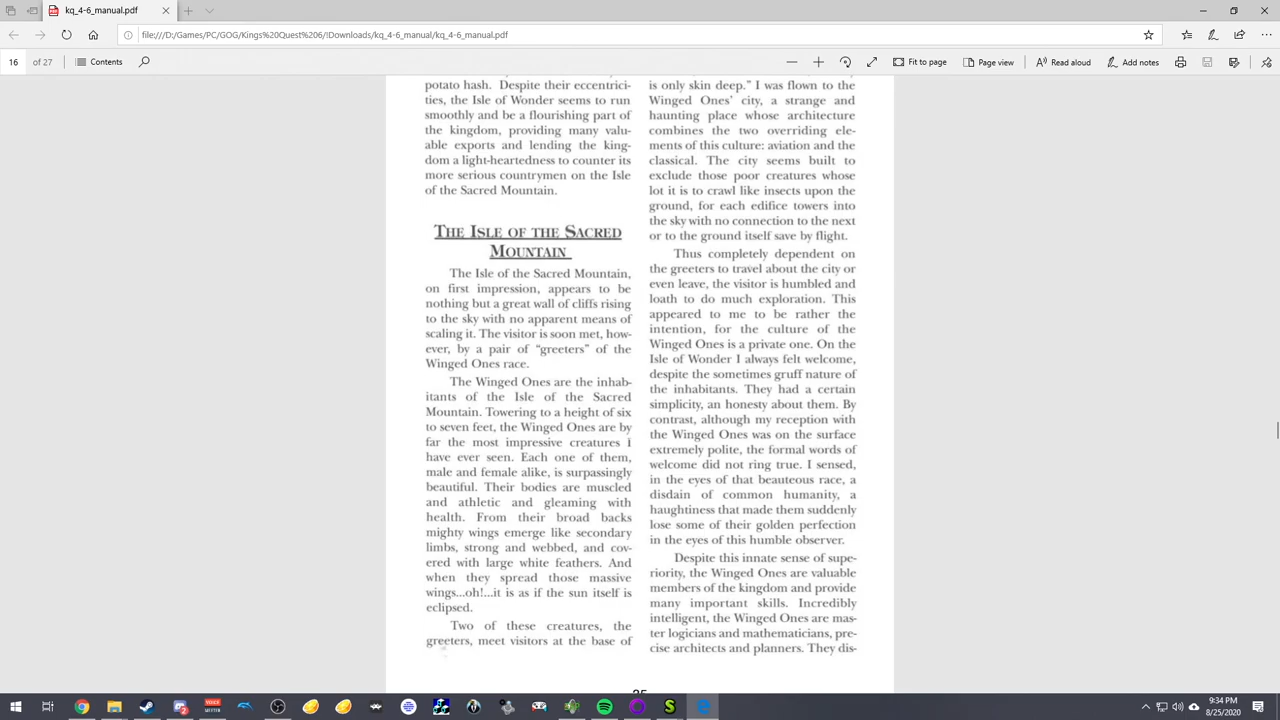 kq_4-6_manual.pdf
file:///D:/Games/PC/GOG/Kings%20Quest%206/!Downloads/kq_4-6_manual/kq_4-6_manual.pdf
16 of 27 Contents Fit to page Page view Read aloud Add notes
potato hash. Despite their eccentrici-
ties, the Isle of Wonder seems to run
smoothly and be a flourishing part of
the kingdom, providing many valu-
able exports and lending the king-
dom a light-heartedness to counter its
more serious countrymen on the Isle
of the Sacred Mountain.
THE ISLE OF THE SACRED
MOUNTAIN
The Isle of the Sacred Mountain,
on first impression, appears to be
nothing but a great wall of cliffs rising
to the sky with no apparent means of
scaling it. The visitor is soon met, how-
ever, by a pair of “greeters” of the
Winged Ones race.
The Winged Ones are the inhab-
itants of the Isle of the Sacred
Mountain. Towering to a height of six
to seven feet, the Winged Ones are by
far the most impressive creatures I
have ever seen. Each one of them,
male and female alike, is surpassingly
beautiful. Their bodies are muscled
and athletic and gleaming with
health. From their broad backs
mighty wings emerge like secondary
limbs, strong and webbed, and cov-
ered with large white feathers. And
when they spread those massive
wings...oh!...it is as if the sun itself is
eclipsed.
Two of these creatures, the
greeters, meet visitors at the base of
is only skin deep.” I was flown to the
Winged Ones’ city, a strange and
haunting place whose architecture
combines the two overriding ele-
ments of this culture: aviation and the
classical. The city seems built to
exclude those poor creatures whose
lot it is to crawl like insects upon the
ground, for each edifice towers into
the sky with no connection to the next
or to the ground itself save by flight.
Thus completely dependent on
the greeters to travel about the city or
even leave, the visitor is humbled and
loath to do much exploration. This
appeared to me to be rather the
intention, for the culture of the
Winged Ones is a private one. On the
Isle of Wonder I always felt welcome,
despite the sometimes gruff nature of
the inhabitants. They had a certain
simplicity, an honesty about them. By
contrast, although my reception with
the Winged Ones was on the surface
extremely polite, the formal words of
welcome did not ring true. I sensed,
in the eyes of that beauteous race, a
disdain of common humanity, a
haughtiness that made them suddenly
lose some of their golden perfection
in the eyes of this humble observer.
Despite this innate sense of supe-
riority, the Winged Ones are valuable
members of the kingdom and provide
many important skills. Incredibly
intelligent, the Winged Ones are mas-
ter logicians and mathematicians, pre-
cise architects and planners. They dis-
9:34 PM
8/25/2020